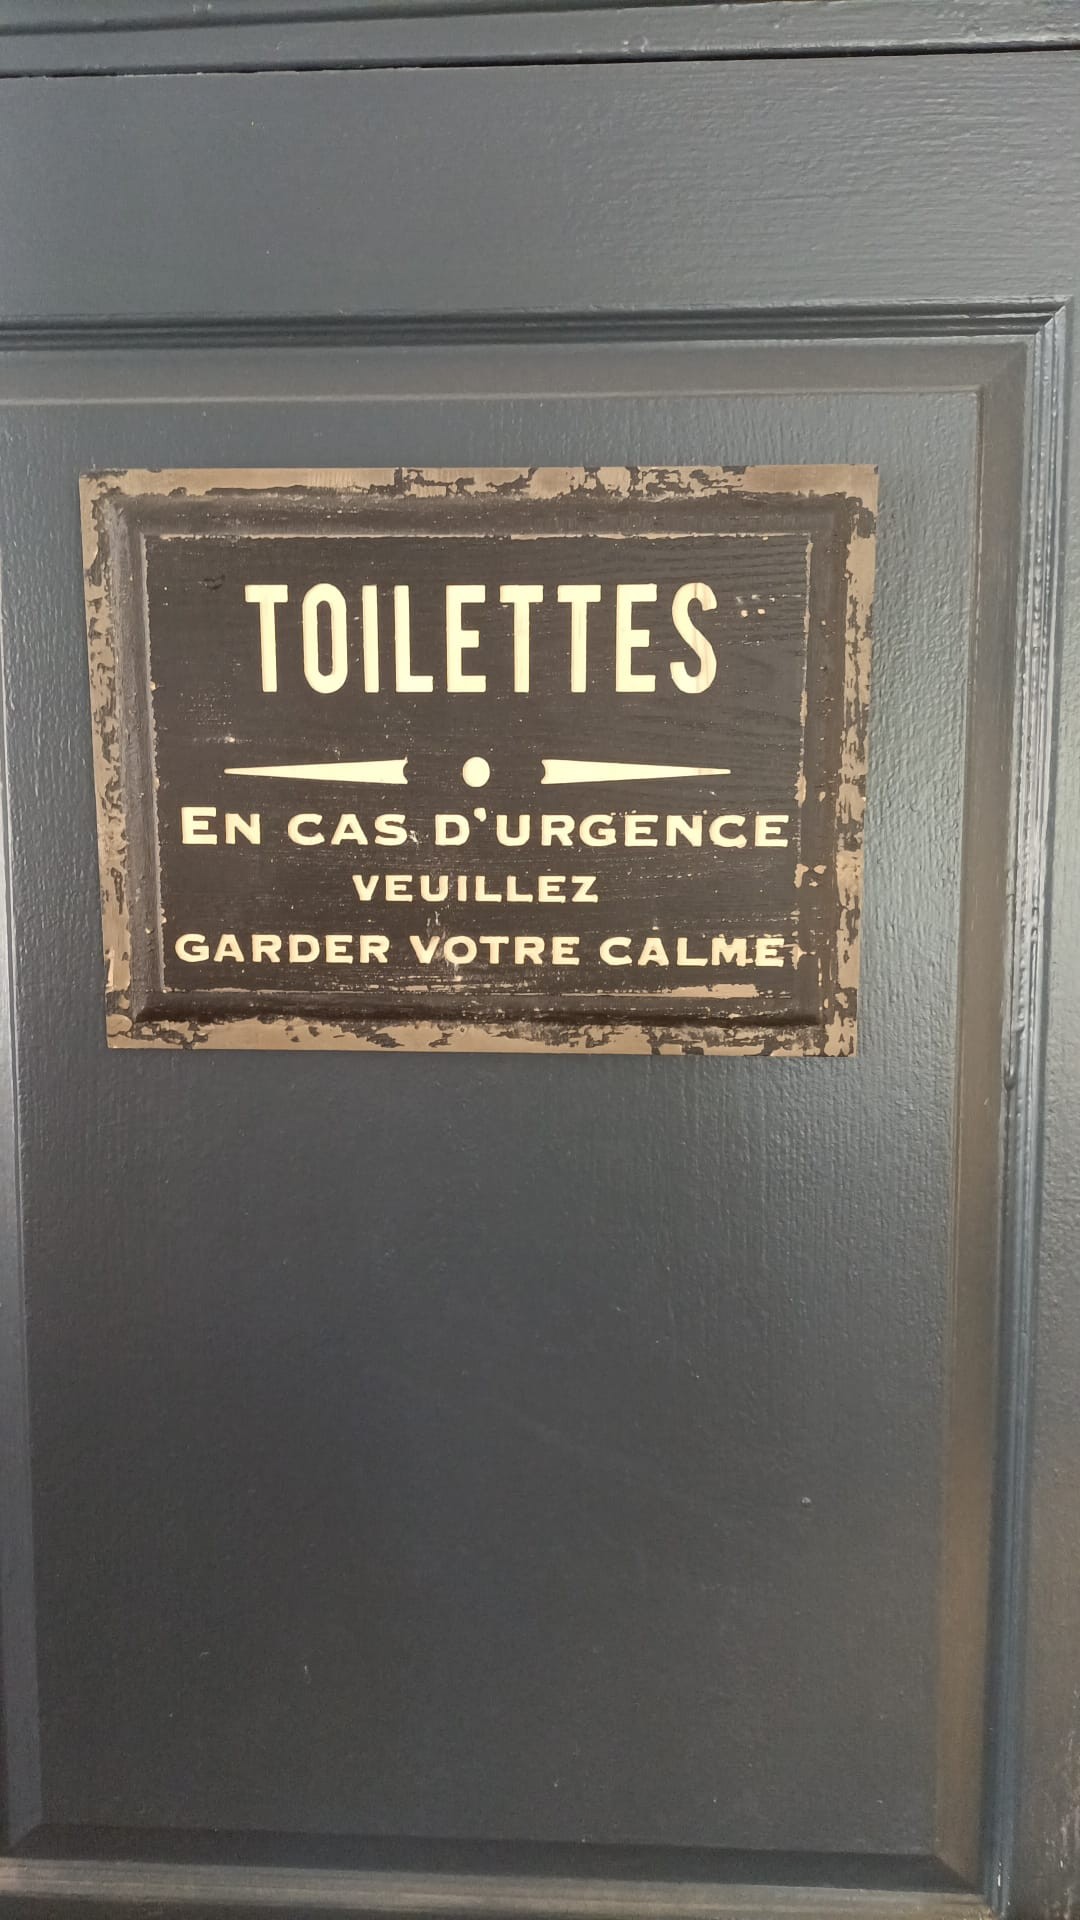 TOILETTES
EN CAS D'URGENCE
VEUILLEZ
GARDER VOTRE CALME